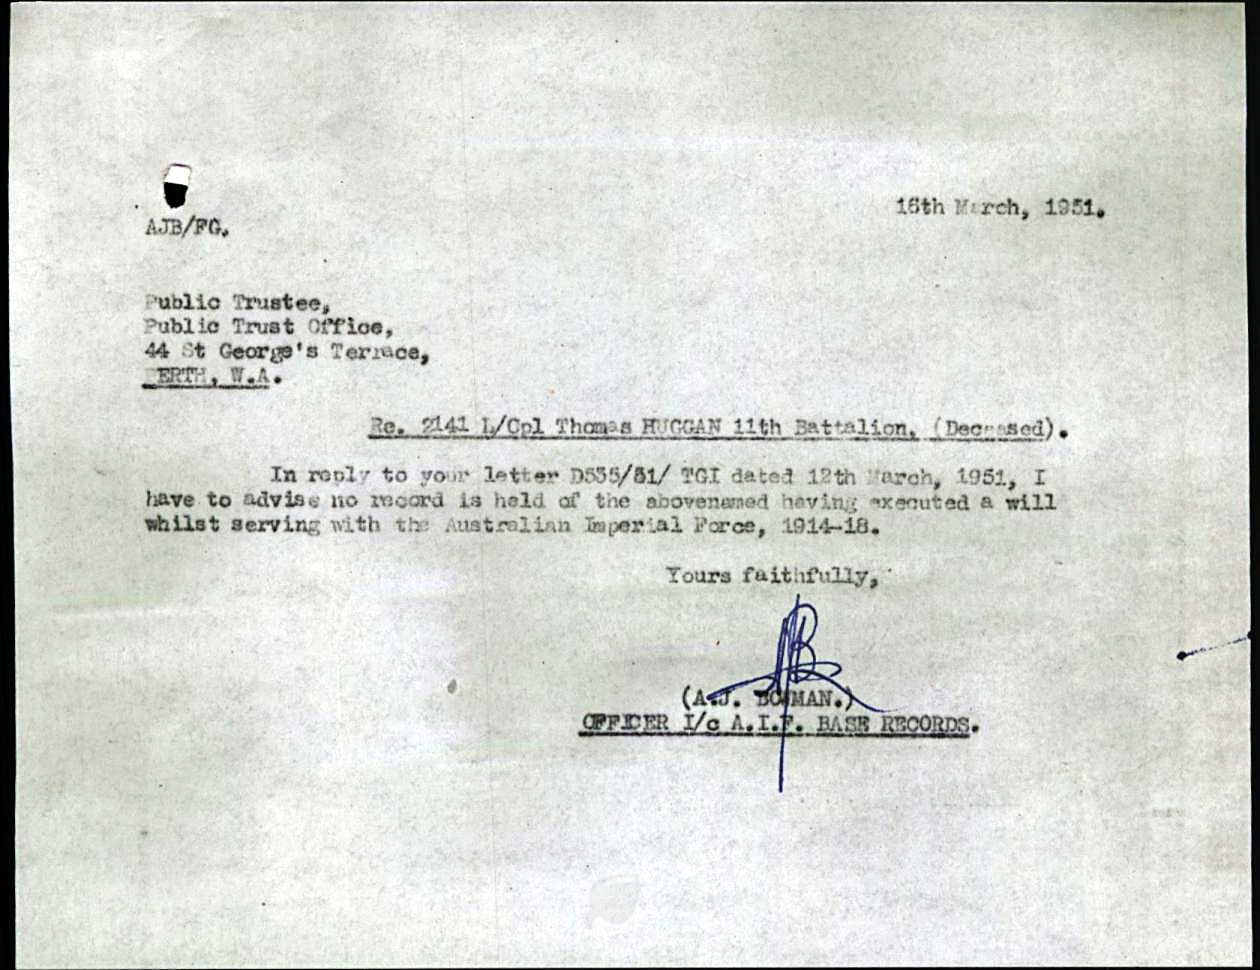 16th March, 1951.
AJB/FG.
Public Trustee,
Public Trust Office,
44 St George's Terrace,
PERTH, W.A.
Re. 2141 L/Cpl Thomas HUGGAN 11th Battalion, (Deceased).
In reply to your letter D535/51/ TGI dated 12th March, 1951, I
have to advise no record is held of the abovenamed having executed a will
whilst serving with the Australian Imperial Force, 1914-18.
Yours faithfully,
(A.J. BOWMAN.)
OFFICER I/c A.I.F. BASE RECORDS.